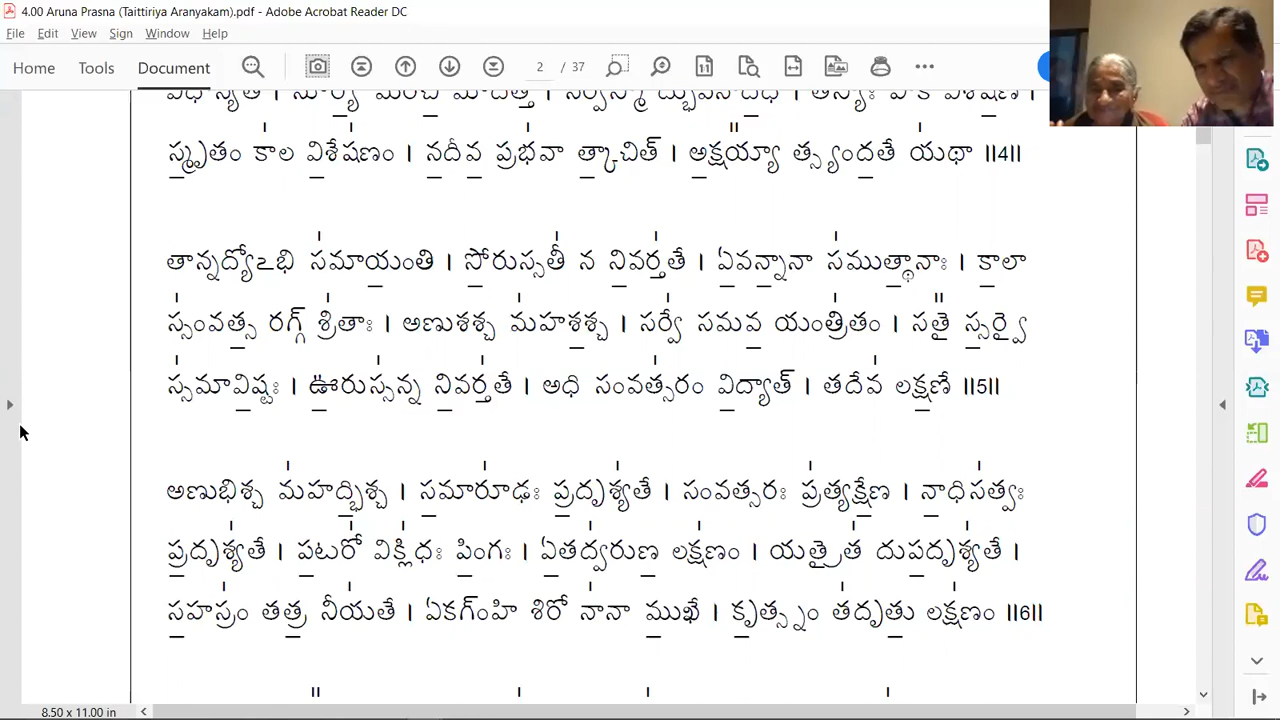 4.00 Aruna Prasna (Taittiriya Aranyakam).pdf - Adobe Acrobat Reader DC
File Edit View Sign Window Help
Home Tools Document 2 / 37
స్మృతం కాల విశేషణం । నదీవ ప్రభవా త్కాచిత్ । అక్షయ్యా త్స్యందతే యథా ॥4॥
తాన్నద్యోఽభి సమాయంతి । సోరుస్సతీ న నివర్తతే । ఏవన్నానా సముత్థానాః । కాలా
స్సంవత్స రగ్గ్ శ్రితాః । అణుశశ్చ మహశశ్చ । సర్వే సమవ యంత్రితం । సతై స్సర్వై
స్సమావిష్టః । ఊరుస్సన్న నివర్తతే । అధి సంవత్సరం విద్యాత్ । తదేవ లక్షణే ॥5॥
అణుభిశ్చ మహద్భిశ్చ । సమారూఢః ప్రదృశ్యతే । సంవత్సరః ప్రత్యక్షేణ । నాధిసత్వః
ప్రదృశ్యతే । పటరో విక్లిధః పింగః । ఏతద్వరుణ లక్షణం । యత్రైత దుపదృశ్యతే ।
సహస్రం తత్ర నీయతే । ఏకగ్ంహి శిరో నానా ముఖే । కృత్స్నం తదృతు లక్షణం ॥6॥
8.50 x 11.00 in